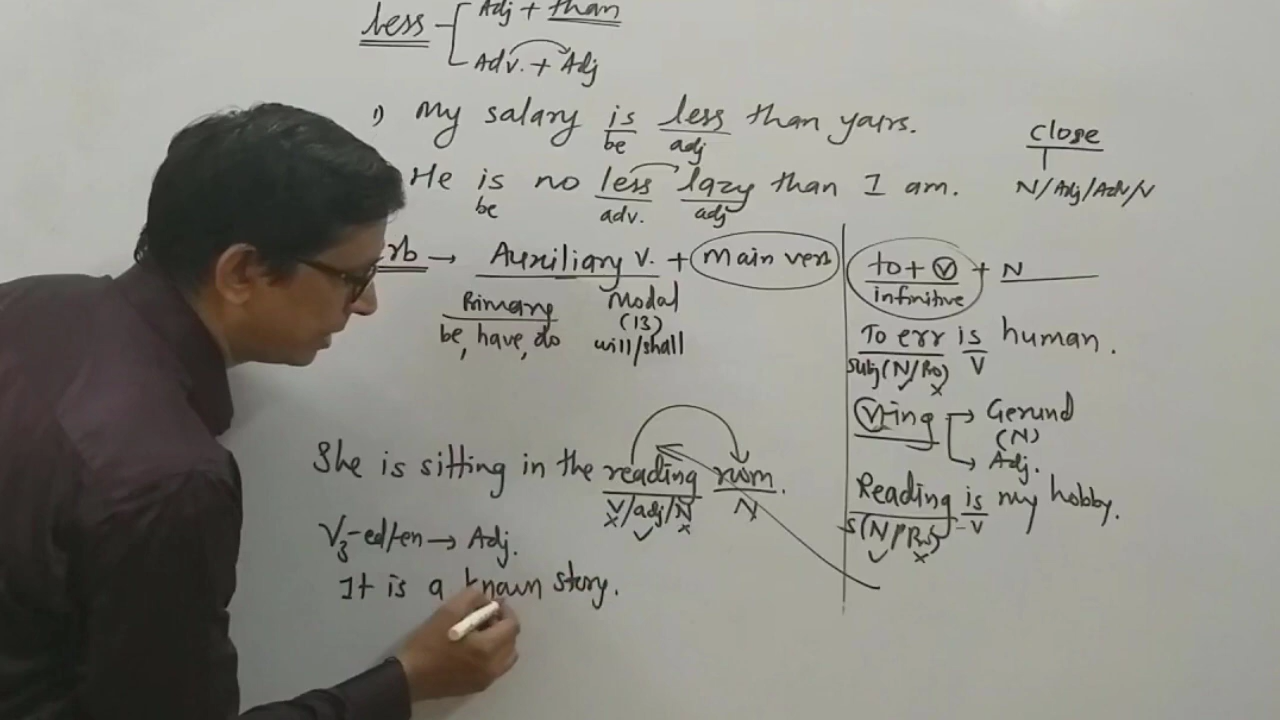 less
Adj + than
Adv. + Adj
1) My salary is less than yours.
be adj
He is no less lazy than I am.
be adv. adj
close
N/Adj/Adv/V
rb → Auxiliary V. + main verb
Primary Modal
(13)
be, have, do will/shall
to + V + N
infinitive
To err is human.
Subj (N/Pro) V
V-ing → Gerund
(N)
→ Adj.
Reading is my hobby.
S (N/Pro) V
She is sitting in the reading room.
V/adj/N N
V3-ed/en → Adj.
It is a known story.